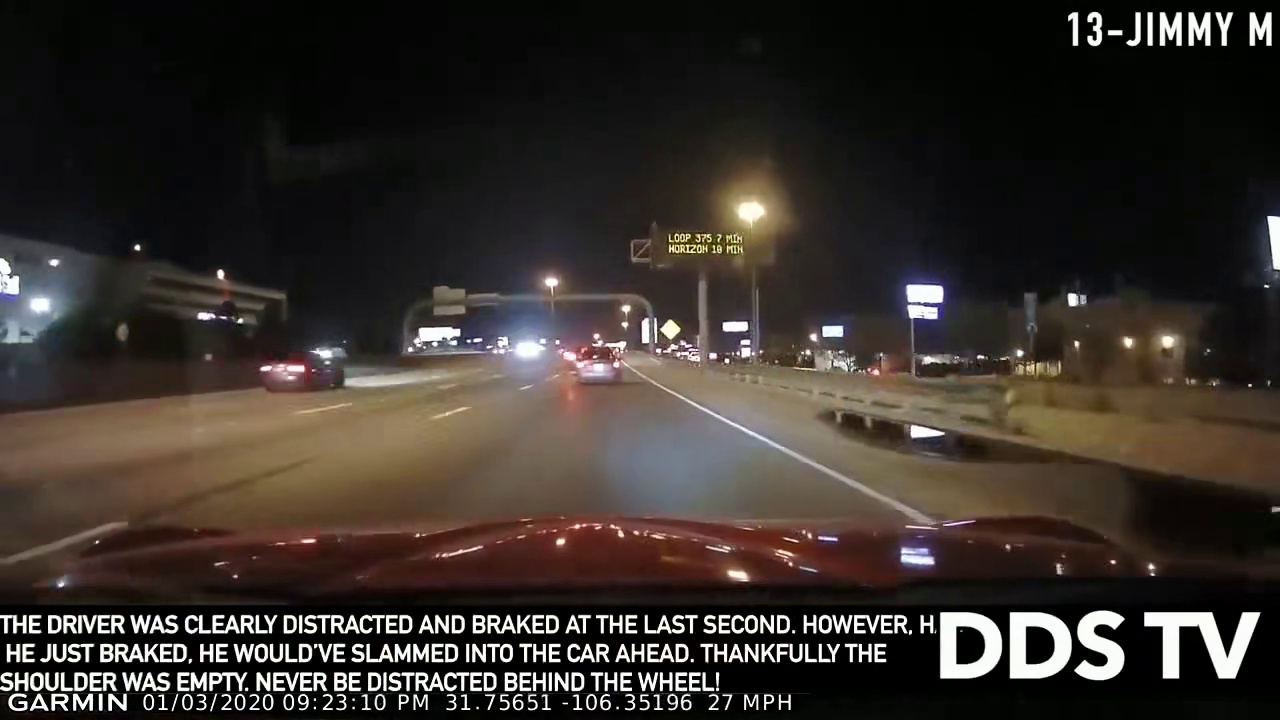 13-JIMMY M
LOOP 375 7 MIN
HORIZON 10 MIN
THE DRIVER WAS CLEARLY DISTRACTED AND BRAKED AT THE LAST SECOND. HOWEVER, HA
HE JUST BRAKED, HE WOULD'VE SLAMMED INTO THE CAR AHEAD. THANKFULLY THE
SHOULDER WAS EMPTY. NEVER BE DISTRACTED BEHIND THE WHEEL!
DDS TV
GARMIN 01/03/2020 09:23:10 PM 31.75651 -106.35196 27 MPH